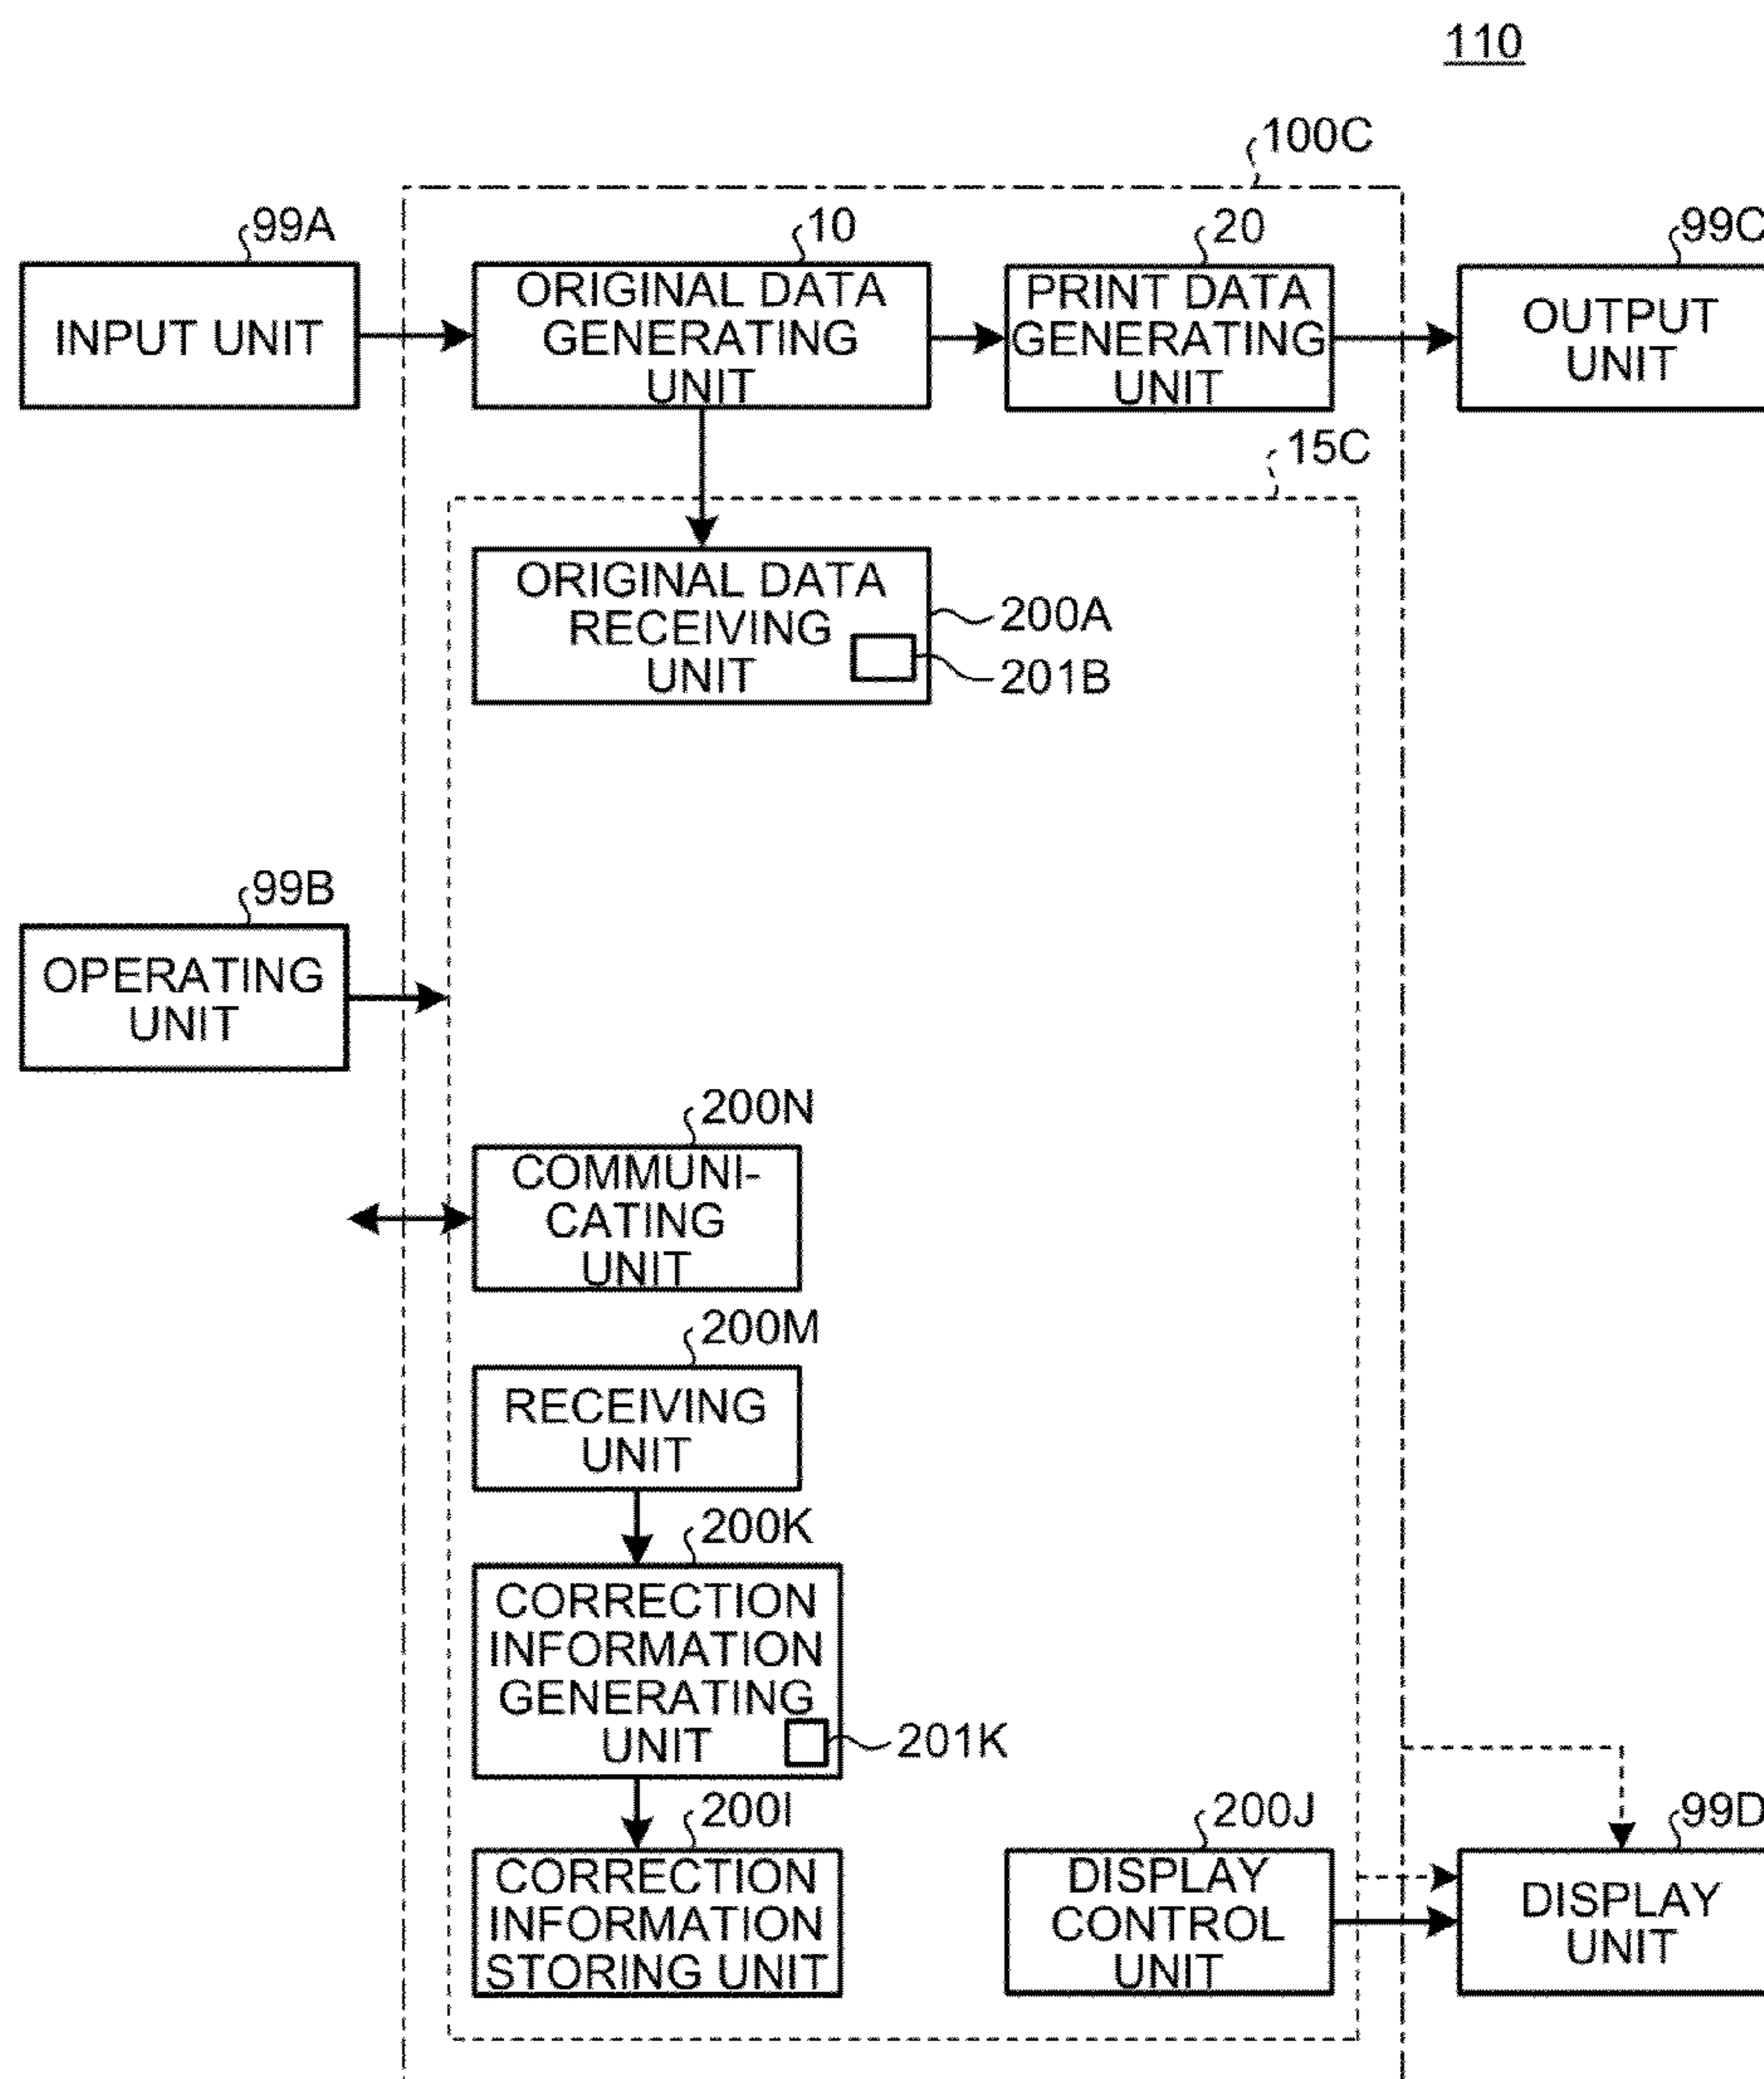 110
100C
99A
10
20
99C
INPUT UNIT
ORIGINAL DATA
GENERATING
UNIT
PRINT DATA
GENERATING
UNIT
OUTPUT
UNIT
15C
ORIGINAL DATA
RECEIVING
UNIT
200A
201B
99B
OPERATING
UNIT
200N
COMMUNI-
CATING
UNIT
200M
RECEIVING
UNIT
200K
CORRECTION
INFORMATION
GENERATING
UNIT
201K
200I
200J
99D
CORRECTION
INFORMATION
STORING UNIT
DISPLAY
CONTROL
UNIT
DISPLAY
UNIT